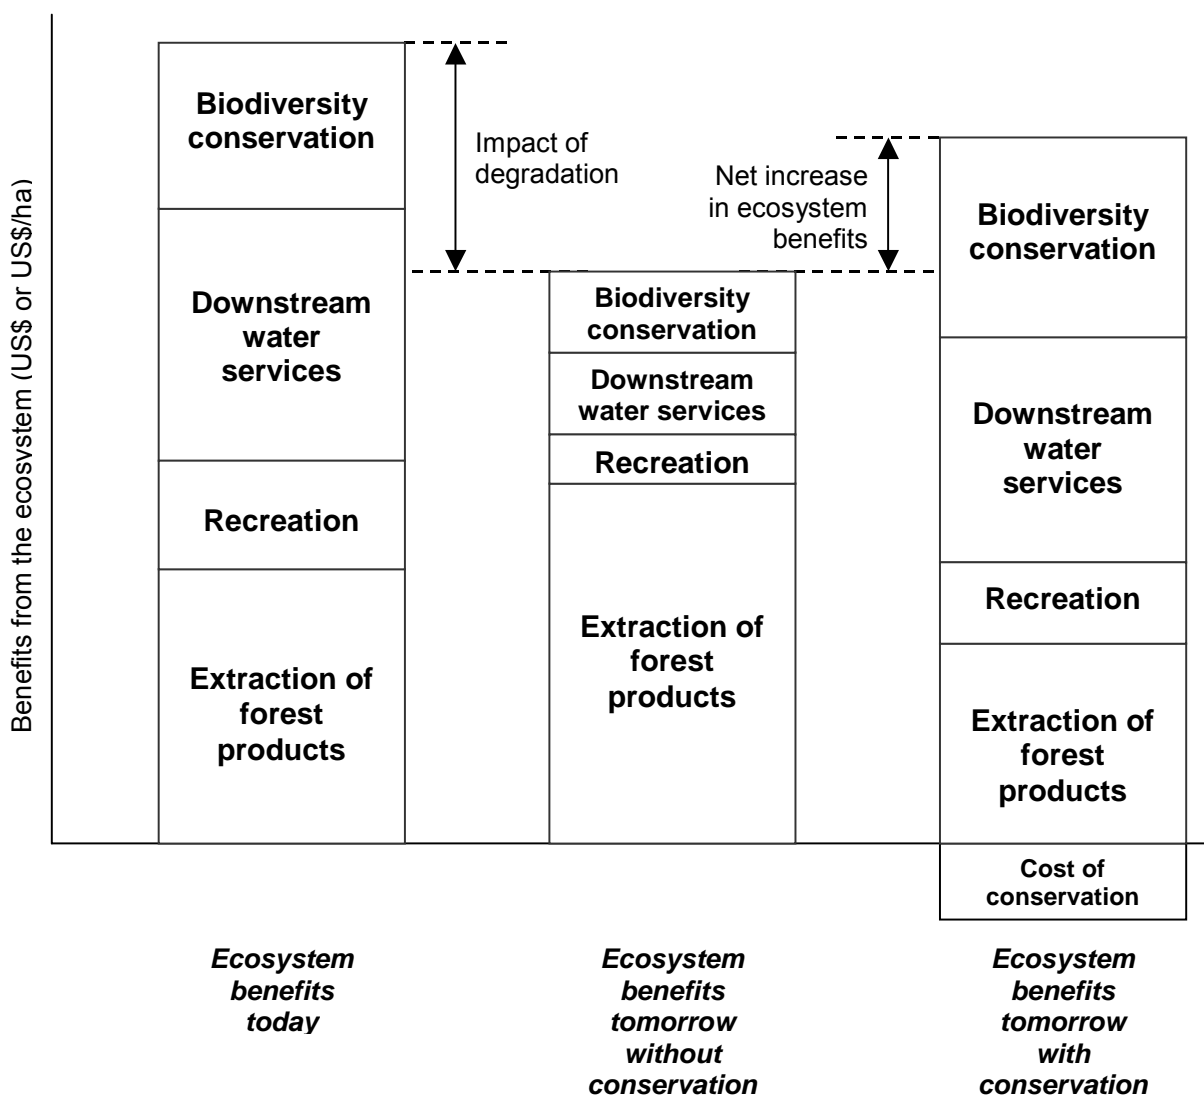 Benefits from the ecosystem (US$ or US$/ha)
Biodiversity
conservation
Downstream
water
services
Recreation
Extraction of
forest
products
Impact of
degradation
Biodiversity
conservation
Downstream
water services
Recreation
Extraction of
forest
products
Net increase
in ecosystem
benefits
Biodiversity
conservation
Downstream
water
services
Recreation
Extraction of
forest
products
Cost of
conservation
Ecosystem
benefits
today
Ecosystem
benefits
tomorrow
without
conservation
Ecosystem
benefits
tomorrow
with
conservation